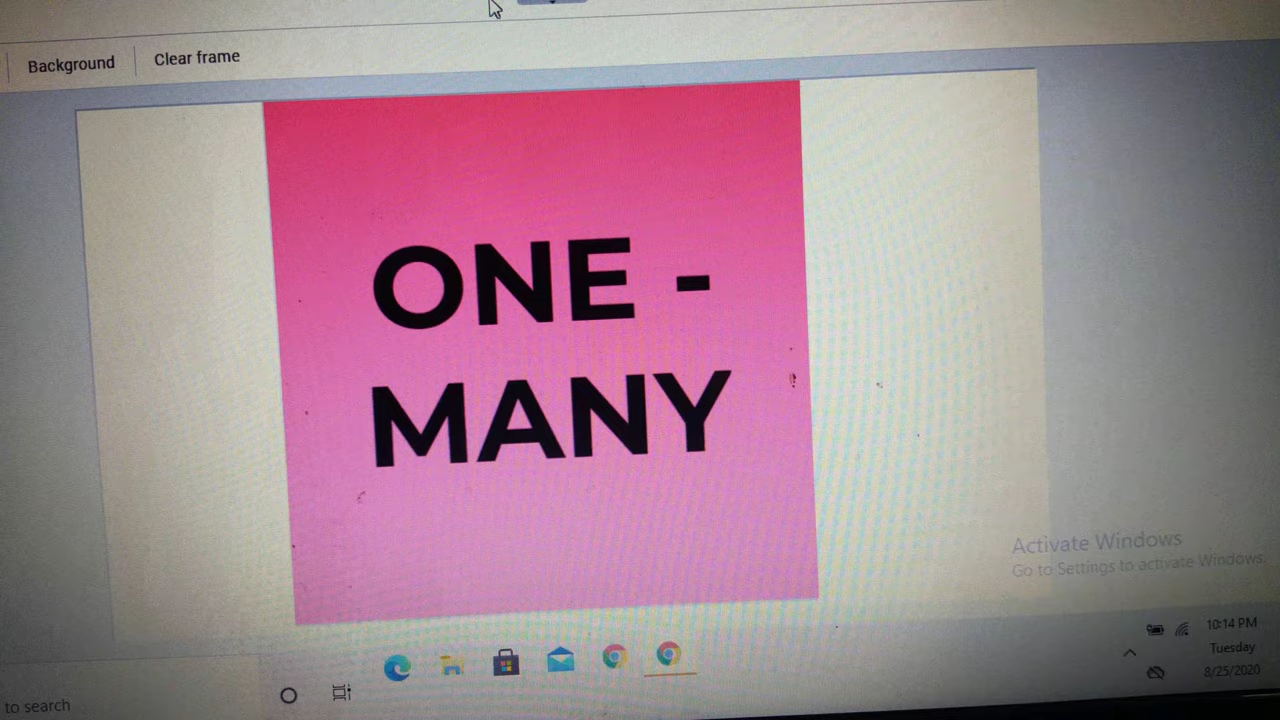 Background
Clear frame
ONE -
MANY
Activate Windows
Go to Settings to activate Windows.
10:14 PM
Tuesday
8/25/2020
to search